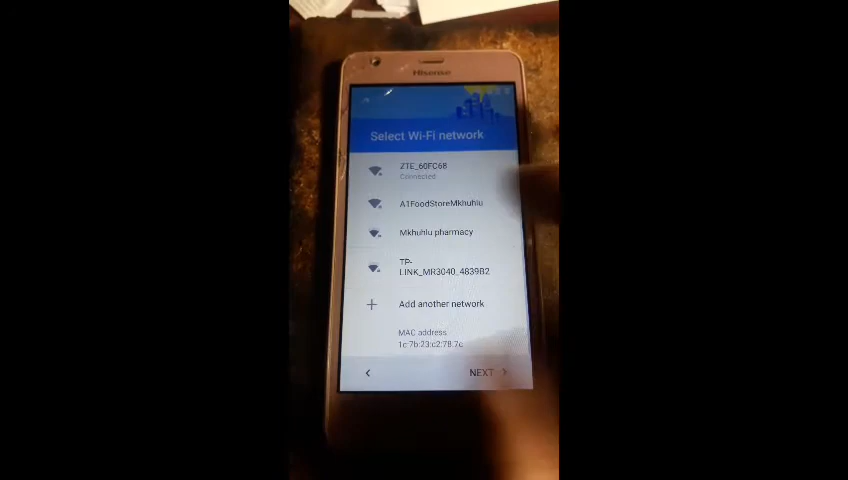 Hisense
Select Wi-Fi network
ZTE_60FC68
Connected
A1FoodStoreMkhuhlu
Mkhuhlu pharmacy
TP-
LINK_MR3040_4839B2
Add another network
MAC address
1c:7b:23:c2:78:7c
NEXT